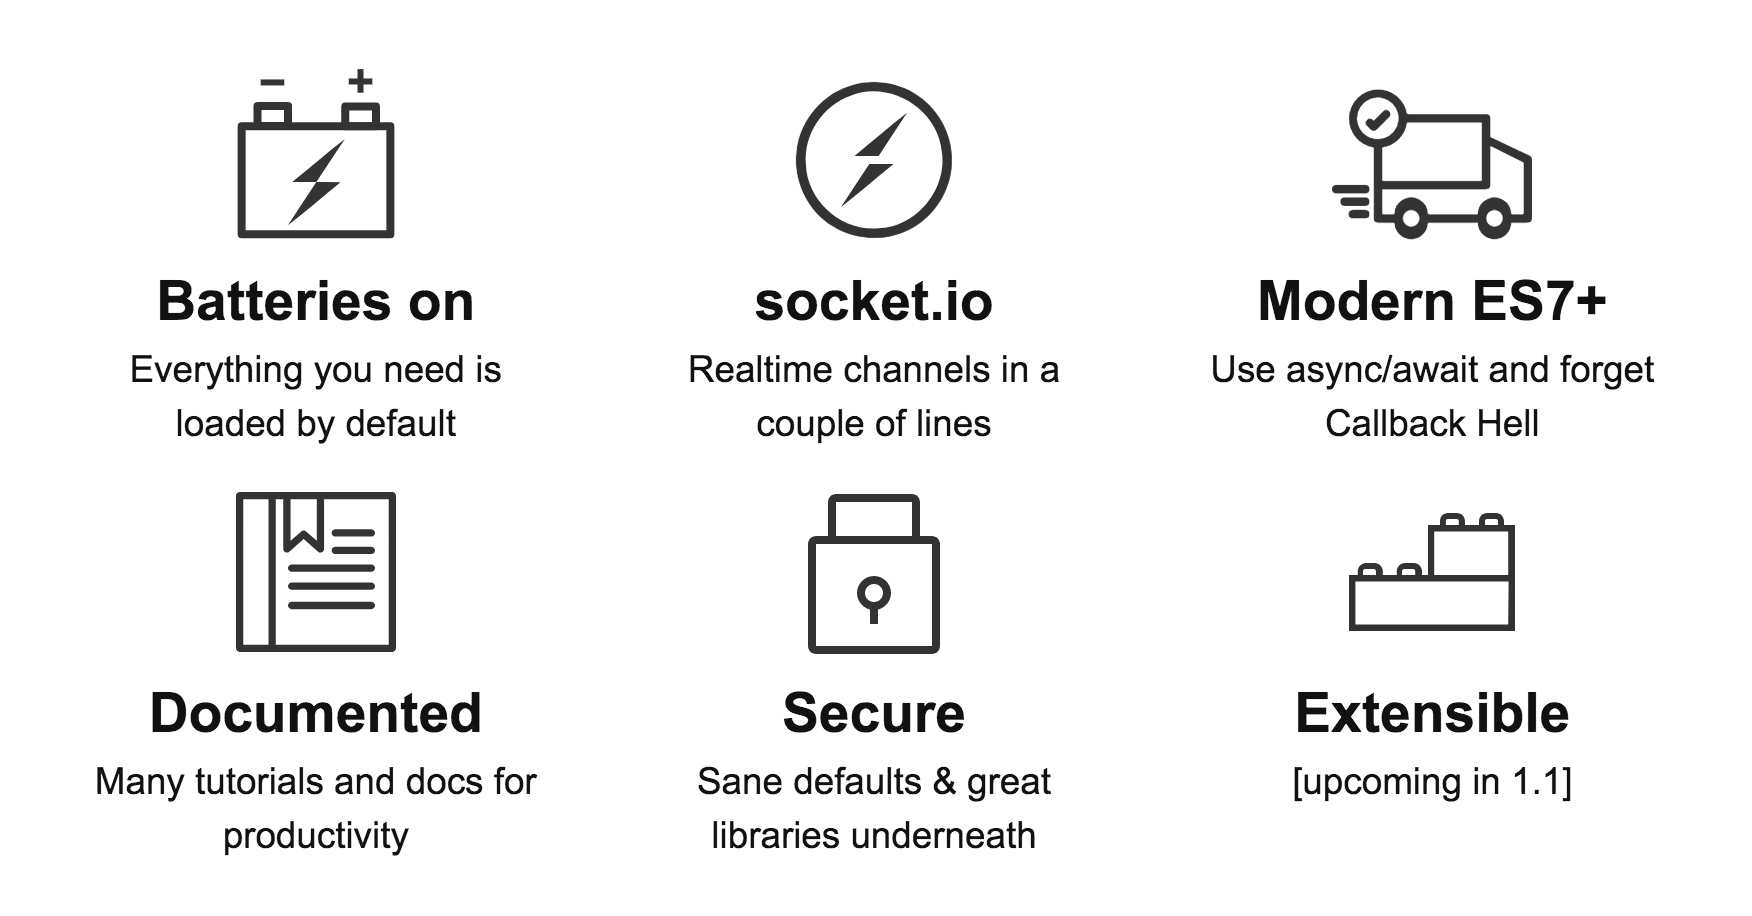 Batteries on
Everything you need is
loaded by default
socket.io
Realtime channels in a
couple of lines
Modern ES7+
Use async/await and forget
Callback Hell
Documented
Many tutorials and docs for
productivity
Secure
Sane defaults & great
libraries underneath
Extensible
[upcoming in 1.1]